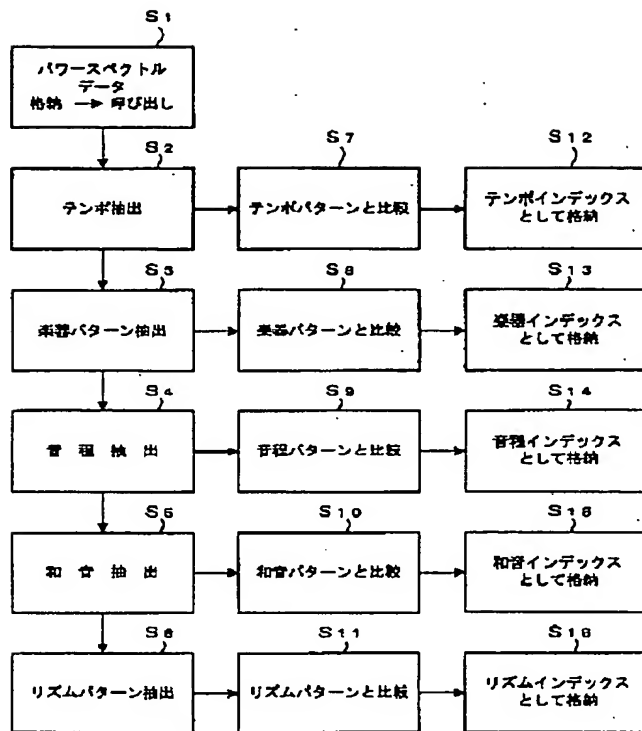 S1
パワースペクトル
データ
格納 → 呼び出し
S2
S7
S12
テンポ抽出
テンポパターンと比較
テンポインデックス
として格納
S3
S8
S13
楽器パターン抽出
楽器パターンと比較
楽器インデックス
として格納
S4
S9
S14
音程抽出
音程パターンと比較
音程インデックス
として格納
S5
S10
S15
和音抽出
和音パターンと比較
和音インデックス
として格納
S6
S11
S16
リズムパターン抽出
リズムパターンと比較
リズムインデックス
として格納